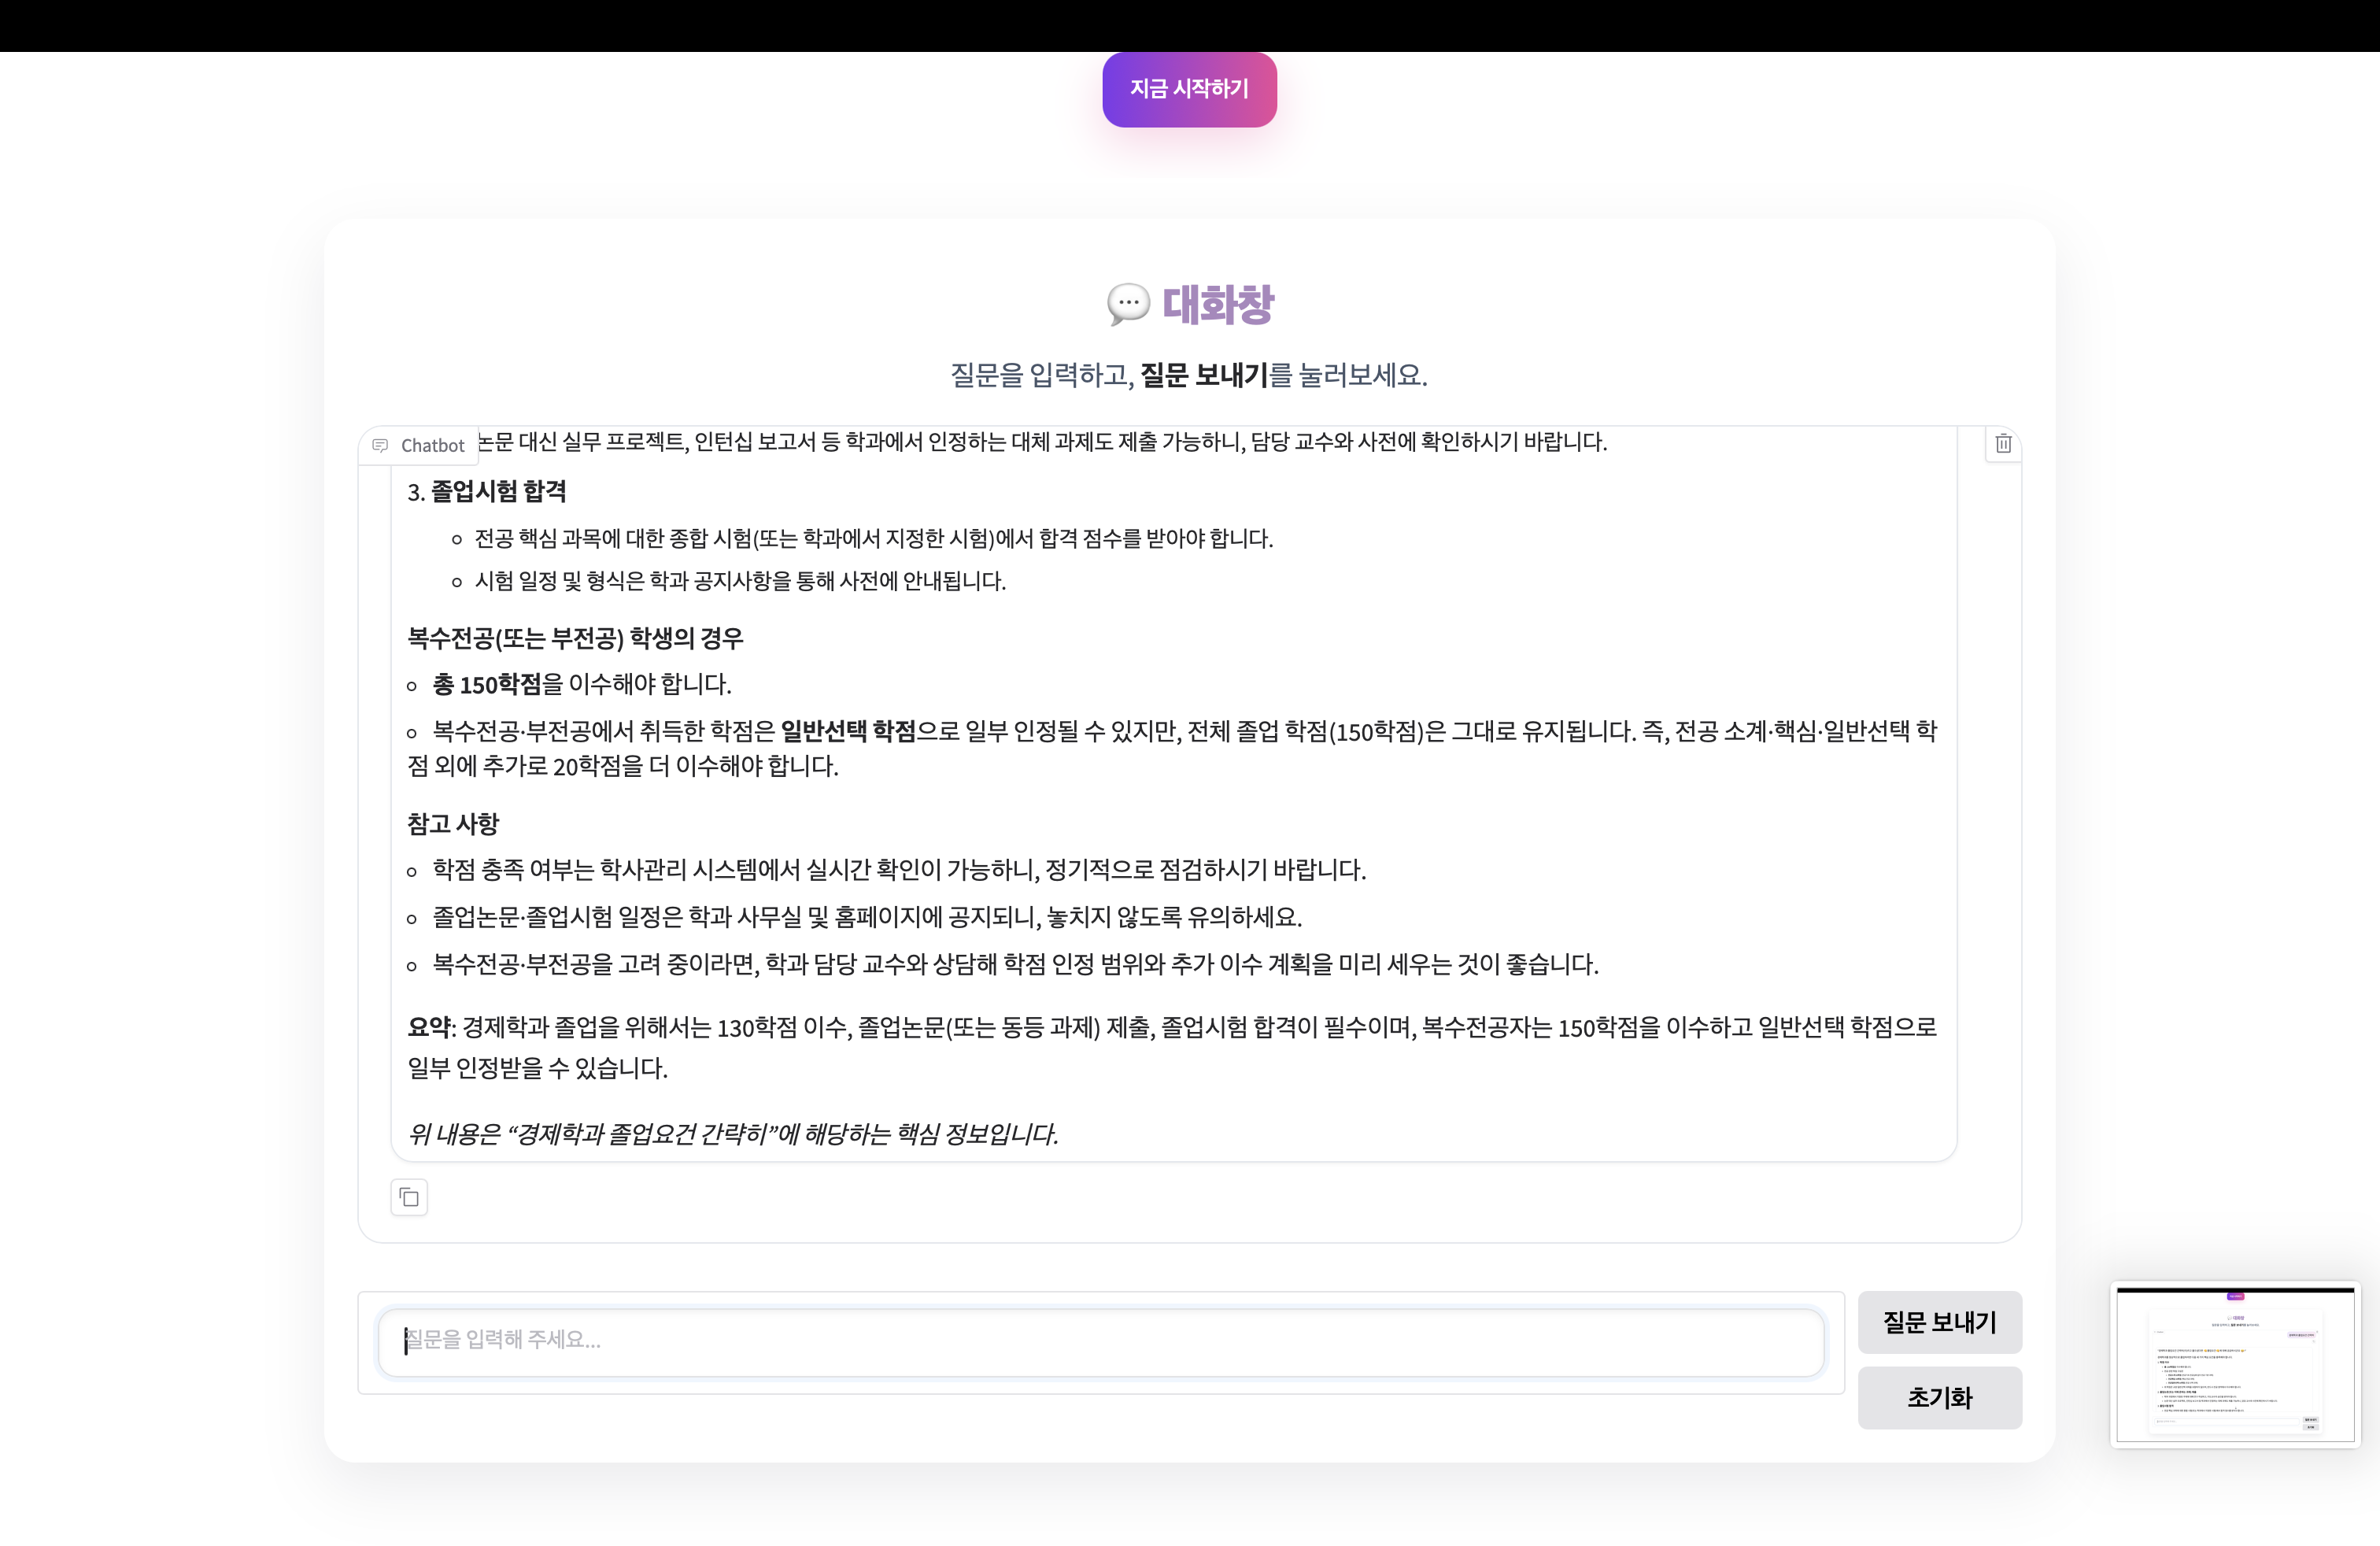 지금 시작하기
💬 대화창
질문을 입력하고, 질문 보내기를 눌러보세요.
Chatbot
논문 대신 실무 프로젝트, 인턴십 보고서 등 학과에서 인정하는 대체 과제도 제출 가능하니, 담당 교수와 사전에 확인하시기 바랍니다.
3. 졸업시험 합격
전공 핵심 과목에 대한 종합 시험(또는 학과에서 지정한 시험)에서 합격 점수를 받아야 합니다.
시험 일정 및 형식은 학과 공지사항을 통해 사전에 안내됩니다.
복수전공(또는 부전공) 학생의 경우
총 150학점을 이수해야 합니다.
복수전공·부전공에서 취득한 학점은 일반선택 학점으로 일부 인정될 수 있지만, 전체 졸업 학점(150학점)은 그대로 유지됩니다. 즉, 전공 소계·핵심·일반선택 학
점 외에 추가로 20학점을 더 이수해야 합니다.
참고 사항
학점 충족 여부는 학사관리 시스템에서 실시간 확인이 가능하니, 정기적으로 점검하시기 바랍니다.
졸업논문·졸업시험 일정은 학과 사무실 및 홈페이지에 공지되니, 놓치지 않도록 유의하세요.
복수전공·부전공을 고려 중이라면, 학과 담당 교수와 상담해 학점 인정 범위와 추가 이수 계획을 미리 세우는 것이 좋습니다.
요약: 경제학과 졸업을 위해서는 130학점 이수, 졸업논문(또는 동등 과제) 제출, 졸업시험 합격이 필수이며, 복수전공자는 150학점을 이수하고 일반선택 학점으로
일부 인정받을 수 있습니다.
위 내용은 “경제학과 졸업요건 간략히”에 해당하는 핵심 정보입니다.
질문을 입력해 주세요...
질문 보내기
초기화